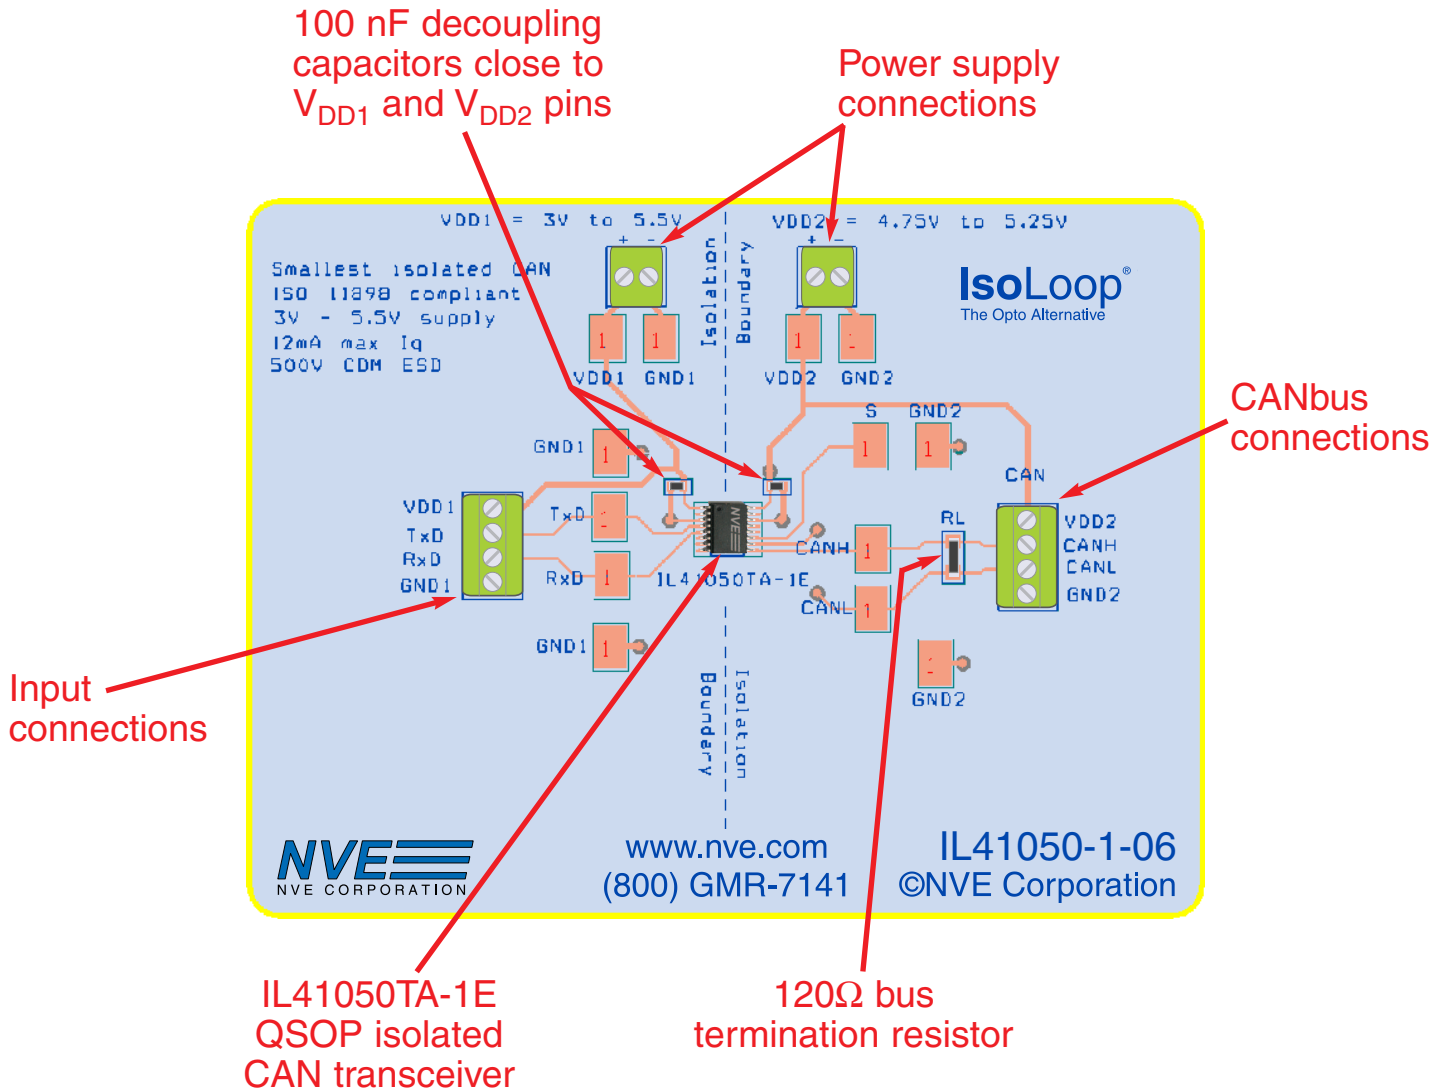 100 nF decoupling
capacitors close to
VDD1 and VDD2 pins
Power supply
connections
VDD1 = 3V to 5.5V
VDD2 = 4.75V to 5.25V
+ -
+ -
Smallest isolated CAN
ISO 11898 compliant
3V - 5.5V supply
12mA max Iq
500V CDM ESD
Isolation
Boundary
IsoLoop®
The Opto Alternative
1
1
1
VDD1
GND1
VDD2
GND2
CANbus
connections
S
GND2
GND1
1
1
1
CAN
VDD1
TxD
RxD
GND1
TxD
RxD
1
NVE
IL41050TA-1E
CANH
1
CANL
1
RL
VDD2
CANH
CANL
GND2
GND1
1
GND2
Input
connections
Boundary
Isolation
NVE
NVE CORPORATION
www.nve.com
(800) GMR-7141
IL41050-1-06
©NVE Corporation
IL41050TA-1E
QSOP isolated
CAN transceiver
120Ω bus
termination resistor